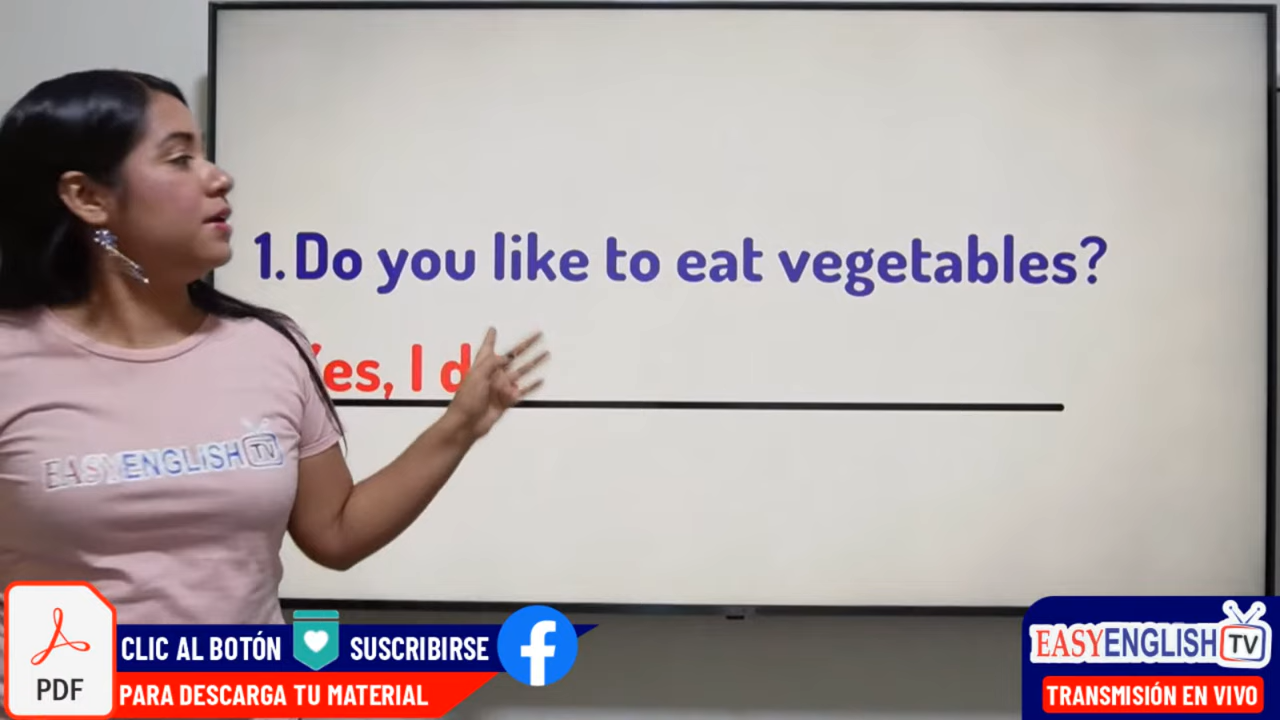 1. Do you like to eat vegetables?
es, I d
EASYENGLISH TV
PDF
CLIC AL BOTÓN SUSCRIBIRSE
PARA DESCARGA TU MATERIAL
EASYENGLISH TV
TRANSMISIÓN EN VIVO